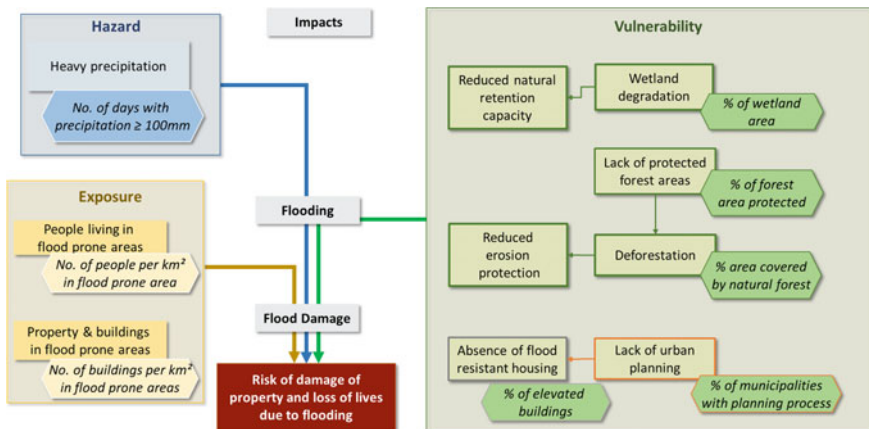 Hazard
Heavy precipitation
No. of days with
precipitation ≥ 100mm
Exposure
People living in
flood prone areas
No. of people per km²
in flood prone area
Property & buildings
in flood prone areas
No. of buildings per km²
in flood prone areas
Impacts
Flooding
Flood Damage
Risk of damage of
property and loss of lives
due to flooding
Vulnerability
Reduced natural
retention
capacity
Wetland
degradation
% of wetland
area
Lack of protected
forest areas
% of forest
area protected
Reduced
erosion
protection
Deforestation
% area covered
by natural forest
Absence of flood
resistant housing
% of elevated
buildings
Lack of urban
planning
% of municipalities
with planning process